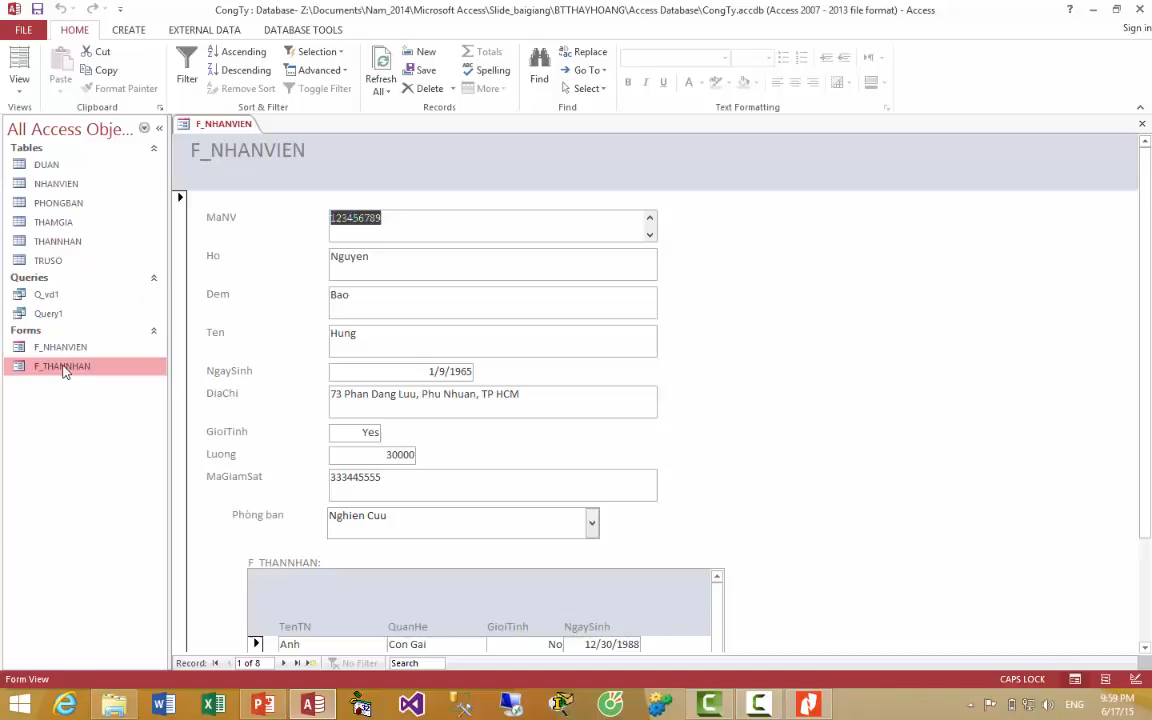 CongTy : Database- Z:\Documents\Nam_2014\Microsoft Access\Slide_baigiang\BTTHAYHOANG\Access Database\CongTy.accdb (Access 2007 - 2013 file format) - Access
?
FILE HOME CREATE EXTERNAL DATA DATABASE TOOLS Sign in
View
Views
Paste
Cut
Copy
Format Painter
Clipboard
Filter
Ascending
Descending
Remove Sort
Selection
Advanced
Toggle Filter
Sort & Filter
Refresh
All
New
Save
Delete
Totals
Spelling
More
Records
Find
Replace
Go To
Select
Find
B I U A
Text Formatting
All Access Obje...
Tables
DUAN
NHANVIEN
PHONGBAN
THAMGIA
THANNHAN
TRUSO
Queries
Q_vd1
Query1
Forms
F_NHANVIEN
F_THANNHAN
F_NHANVIEN
F_NHANVIEN
MaNV 123456789
Ho Nguyen
Dem Bao
Ten Hung
NgaySinh 1/9/1965
DiaChi 73 Phan Dang Luu, Phu Nhuan, TP HCM
GioiTinh Yes
Luong 30000
MaGiamSat 333445555
Phòng ban Nghien Cuu
F_THANNHAN:
TenTN QuanHe GioiTinh NgaySinh
Anh Con Gai No 12/30/1988
Record: 1 of 8 No Filter Search
Form View CAPS LOCK
ENG
9:59 PM
6/17/15